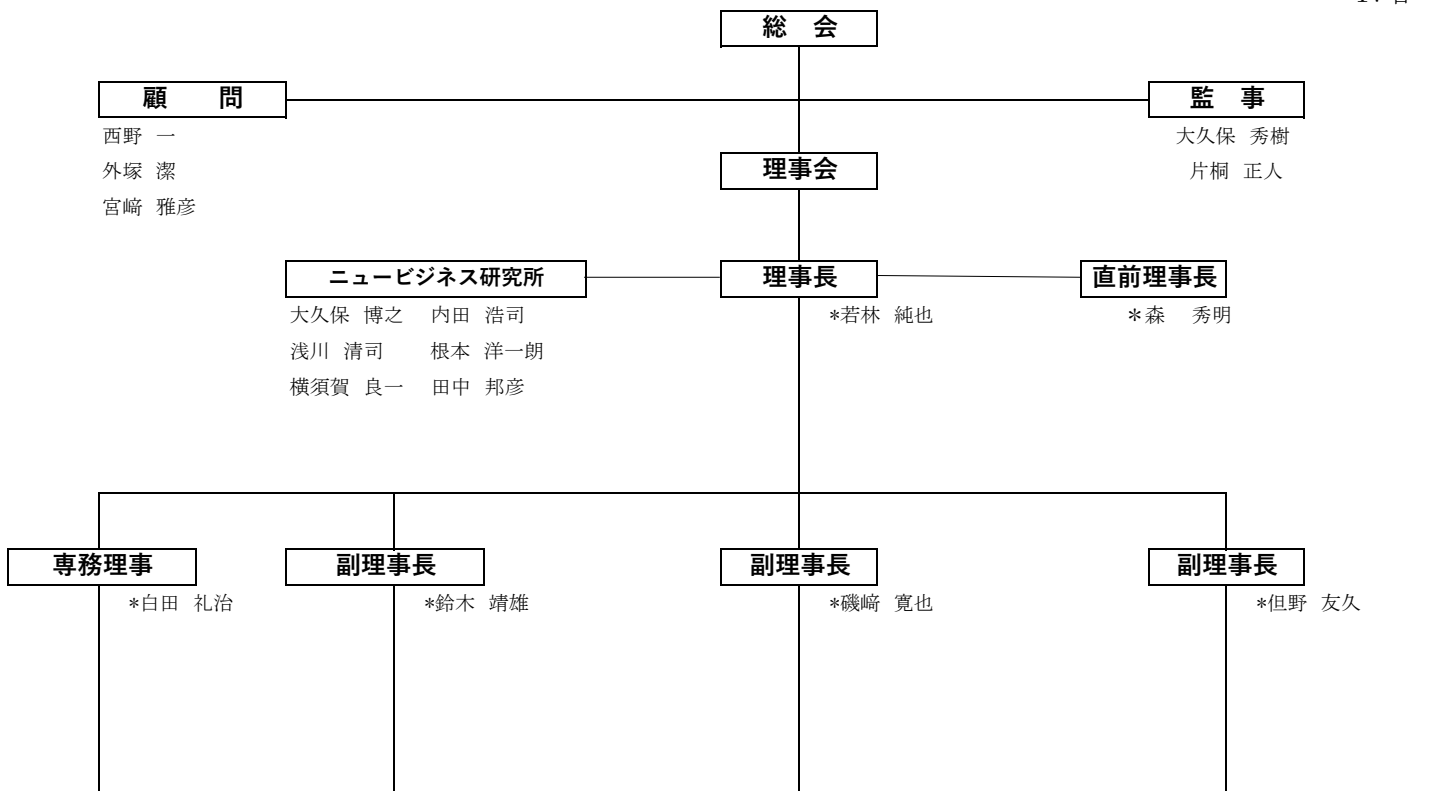 総 会
顧 問
監 事
西野 一
外塚 潔
宮﨑 雅彦
大久保 秀樹
片桐 正人
理事会
ニュービジネス研究所
理事長
直前理事長
大久保 博之 内田 浩司
浅川 清司 根本 洋一朗
横須賀 良一 田中 邦彦
*若林 純也
*森 秀明
専務理事
副理事長
副理事長
副理事長
*白田 礼治
*鈴木 靖雄
*磯﨑 寛也
*但野 友久